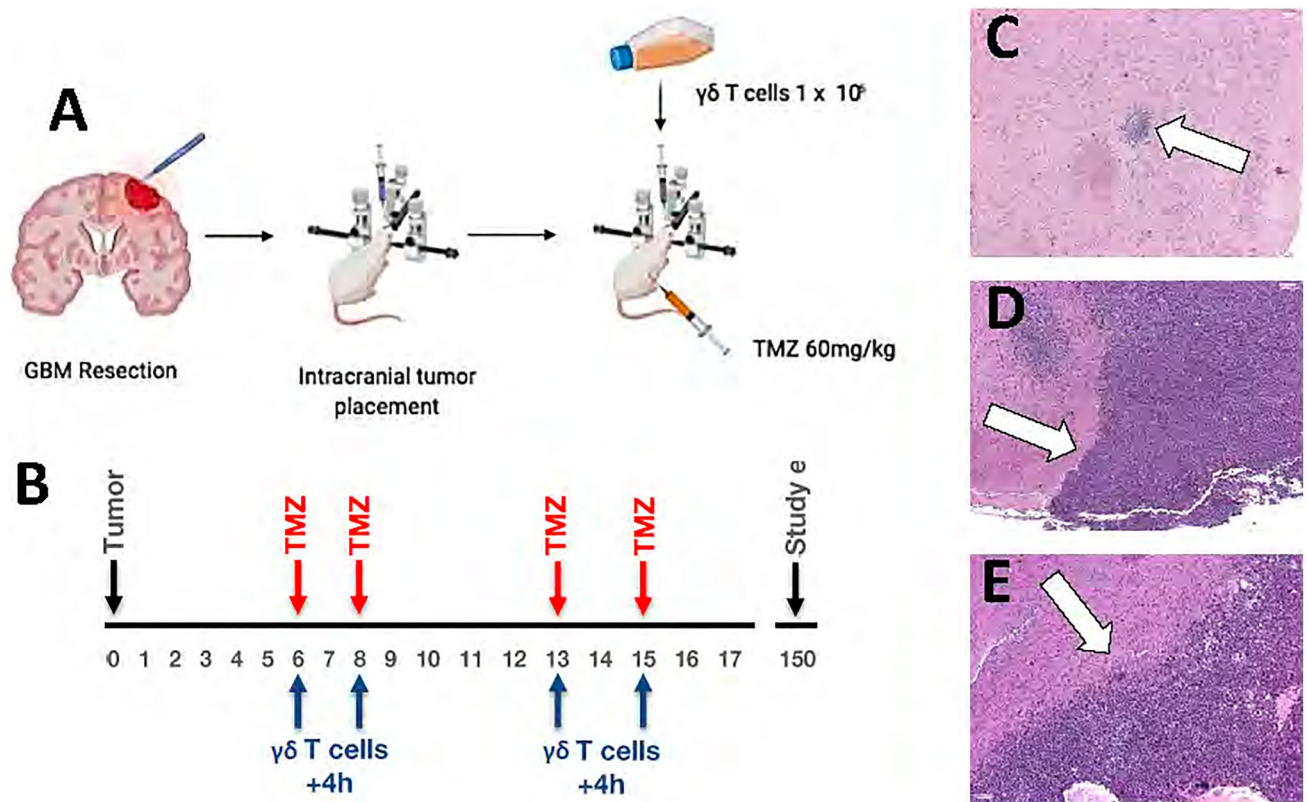 A
γδ T cells 1 x 10⁶
TMZ 60mg/kg
GBM Resection
Intracranial tumor
placement
B
Tumor
TMZ
TMZ
TMZ
TMZ
Study e
0 1 2 3 4 5 6 7 8 9 10 11 12 13 14 15 16 17 150
γδ T cells
+4h
γδ T cells
+4h
C
D
E